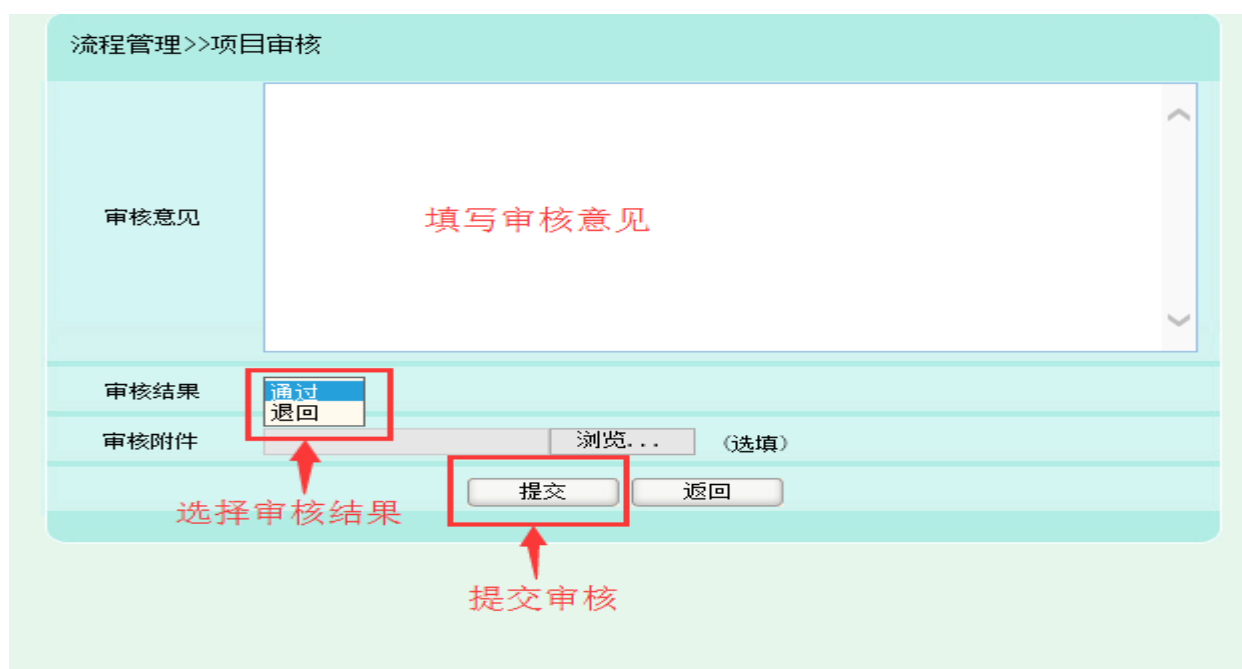 流程管理>>项目审核
审核意见
填写审核意见
审核结果
通过
退回
审核附件
浏览...
(选填)
提交
返回
选择审核结果
提交审核